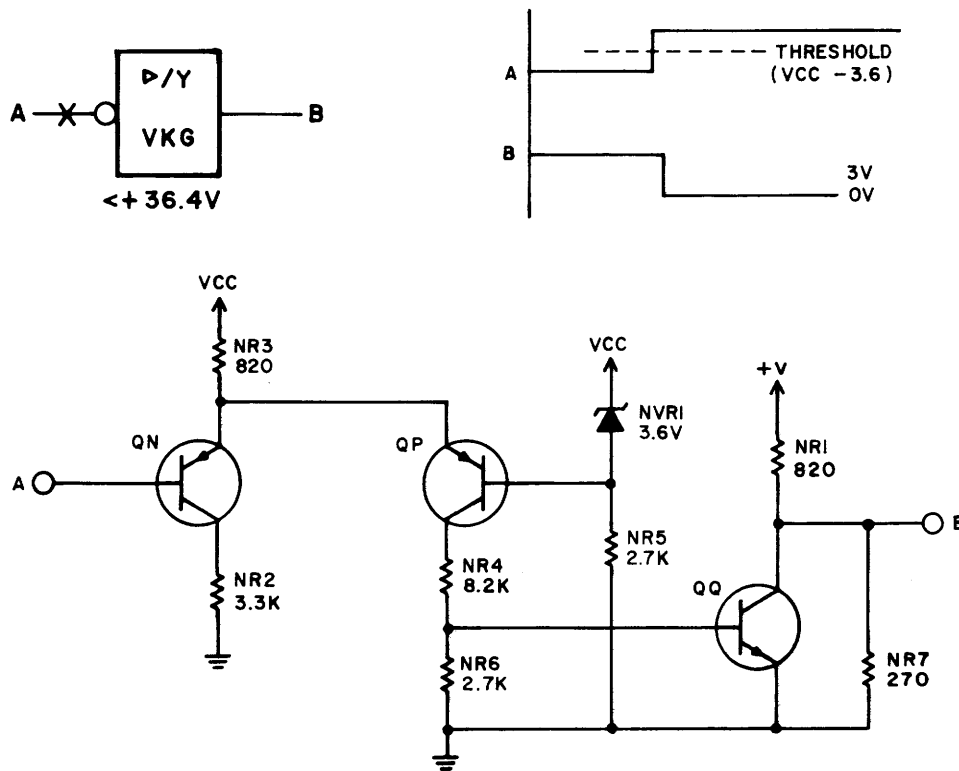 ▷/Y
A
B
VKG
<+ 36.4V
THRESHOLD
(VCC -3.6)
A
B
3V
0V
VCC
NR3
820
QN
A
NR2
3.3K
QP
NR4
8.2K
NR6
2.7K
VCC
NVR1
3.6V
NR5
2.7K
+V
NR1
820
B
QQ
NR7
270